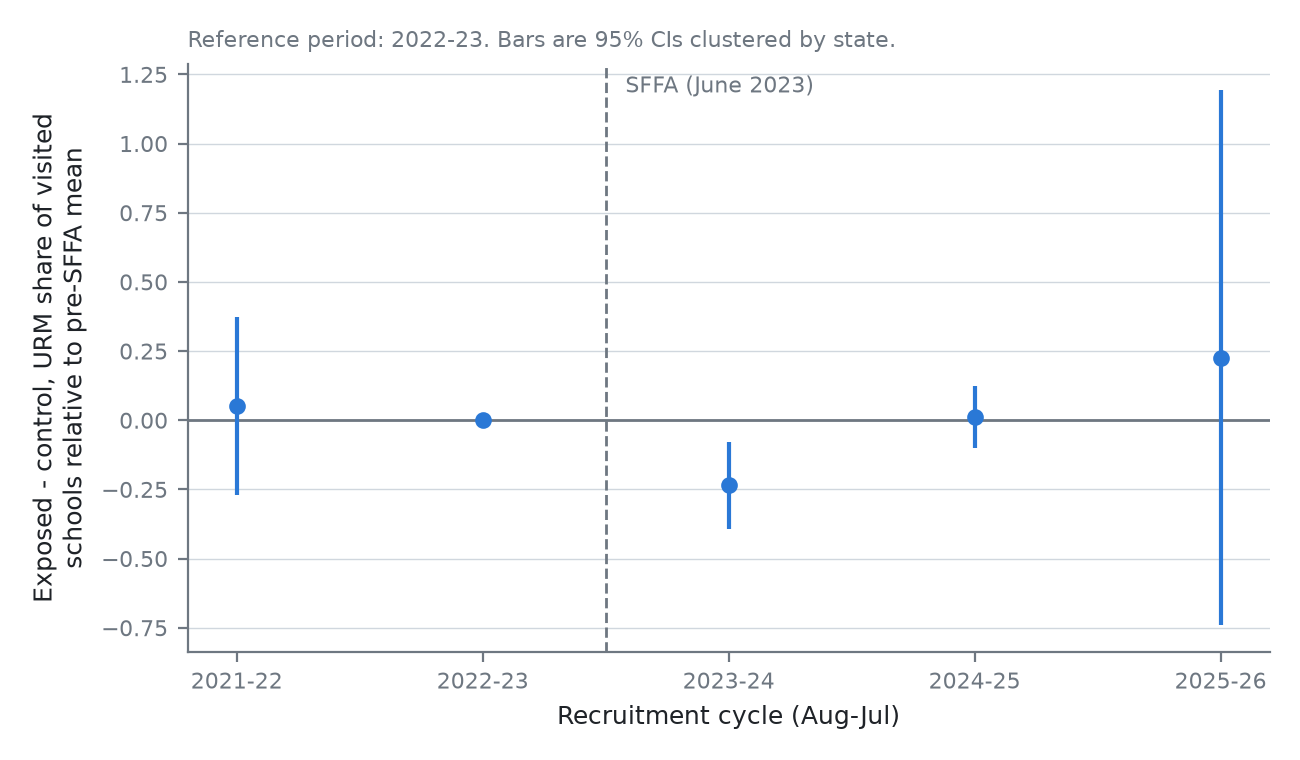 Reference period: 2022-23. Bars are 95% CIs clustered by state.
SFFA (June 2023)
Exposed - control, URM share of visited
schools relative to pre-SFFA mean
1.25
1.00
0.75
0.50
0.25
0.00
−0.25
−0.50
−0.75
2021-22
2022-23
2023-24
2024-25
2025-26
Recruitment cycle (Aug-Jul)